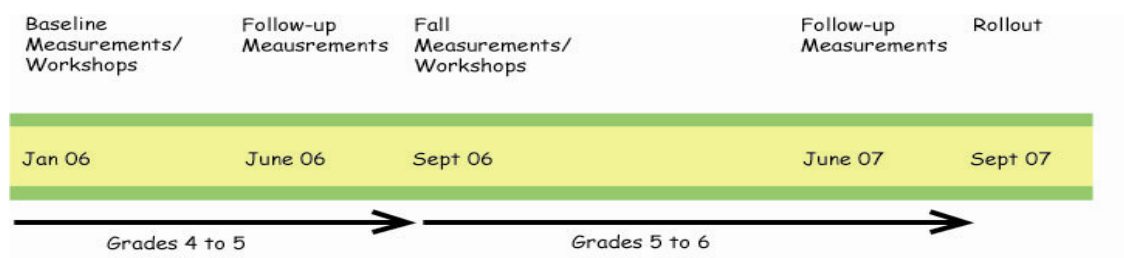 Baseline
Measurements/
Workshops
Follow-up
Meausrements
Fall
Measurements/
Workshops
Follow-up
Measurements
Rollout
Jan 06
June 06
Sept 06
June 07
Sept 07
Grades 4 to 5
Grades 5 to 6